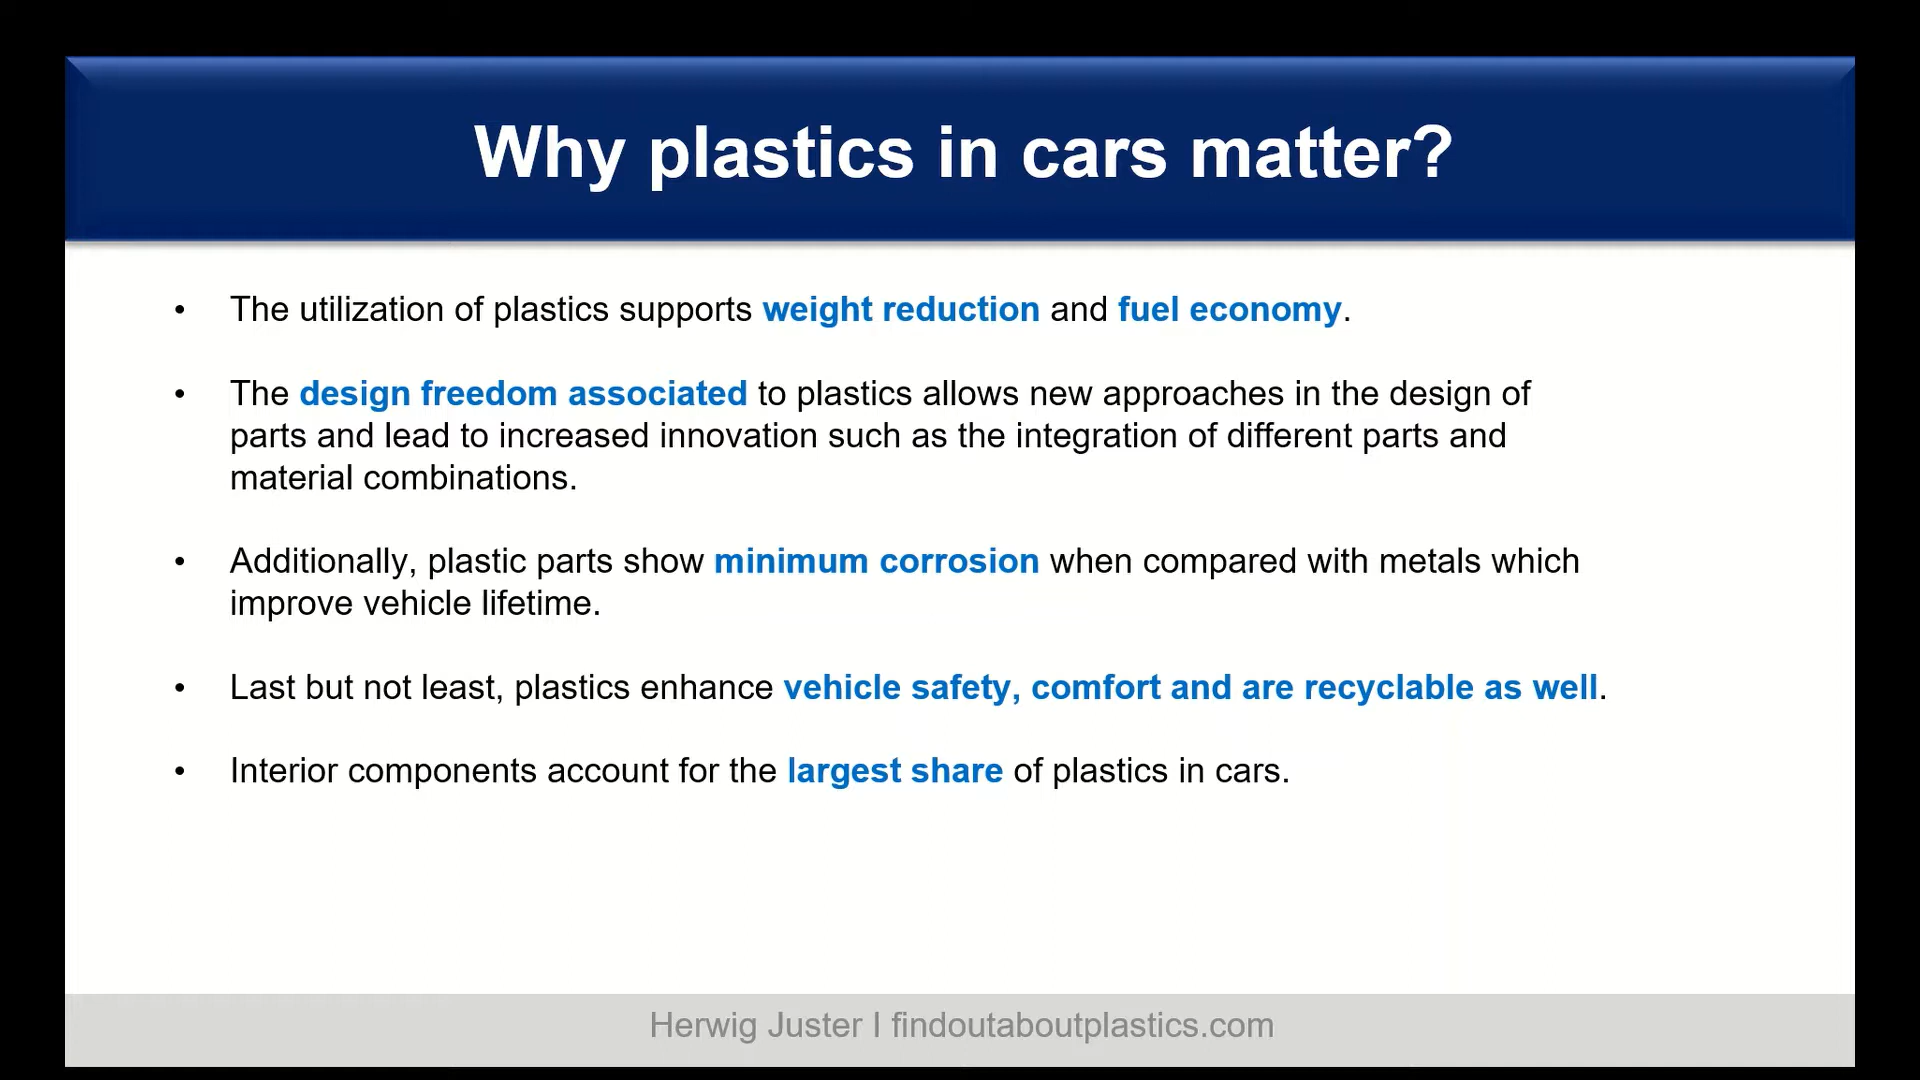 Why plastics in cars matter?
• The utilization of plastics supports weight reduction and fuel economy.
• The design freedom associated to plastics allows new approaches in the design of
parts and lead to increased innovation such as the integration of different parts and
material combinations.
• Additionally, plastic parts show minimum corrosion when compared with metals which
improve vehicle lifetime.
• Last but not least, plastics enhance vehicle safety, comfort and are recyclable as well.
• Interior components account for the largest share of plastics in cars.
Herwig Juster I findoutaboutplastics.com